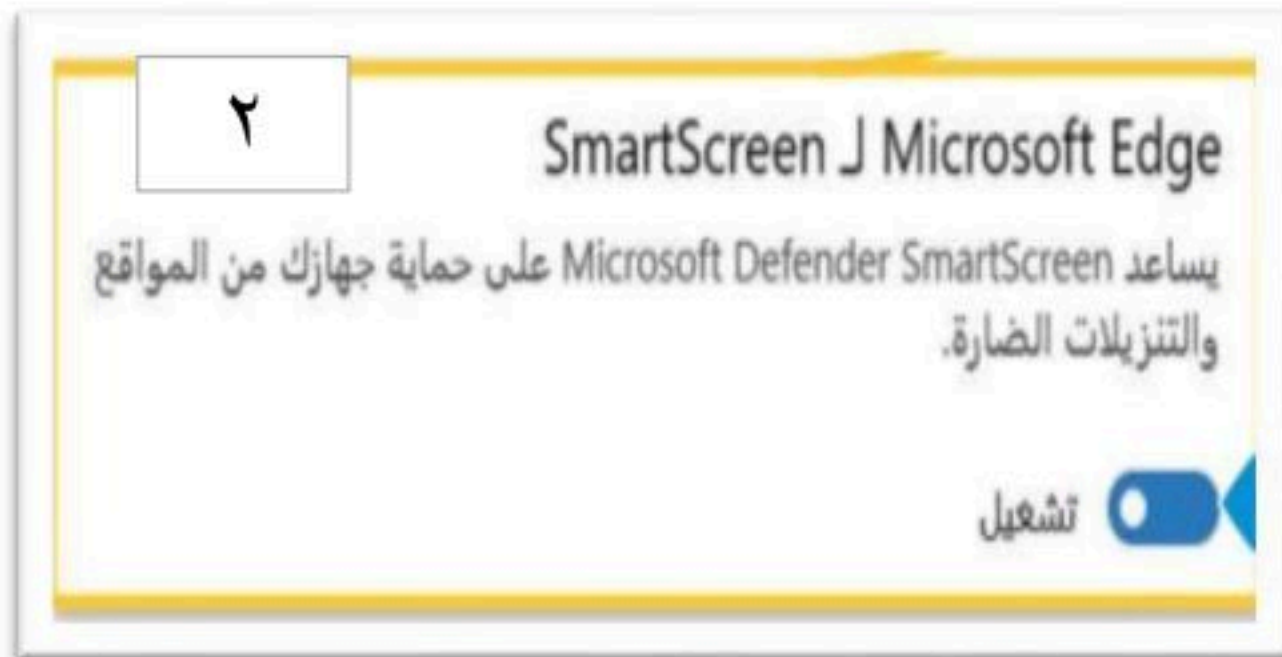 ٢
SmartScreen لـ Microsoft Edge
يساعد Microsoft Defender SmartScreen على حماية جهازك من المواقع
والتنزيلات الضارة.
تشغيل